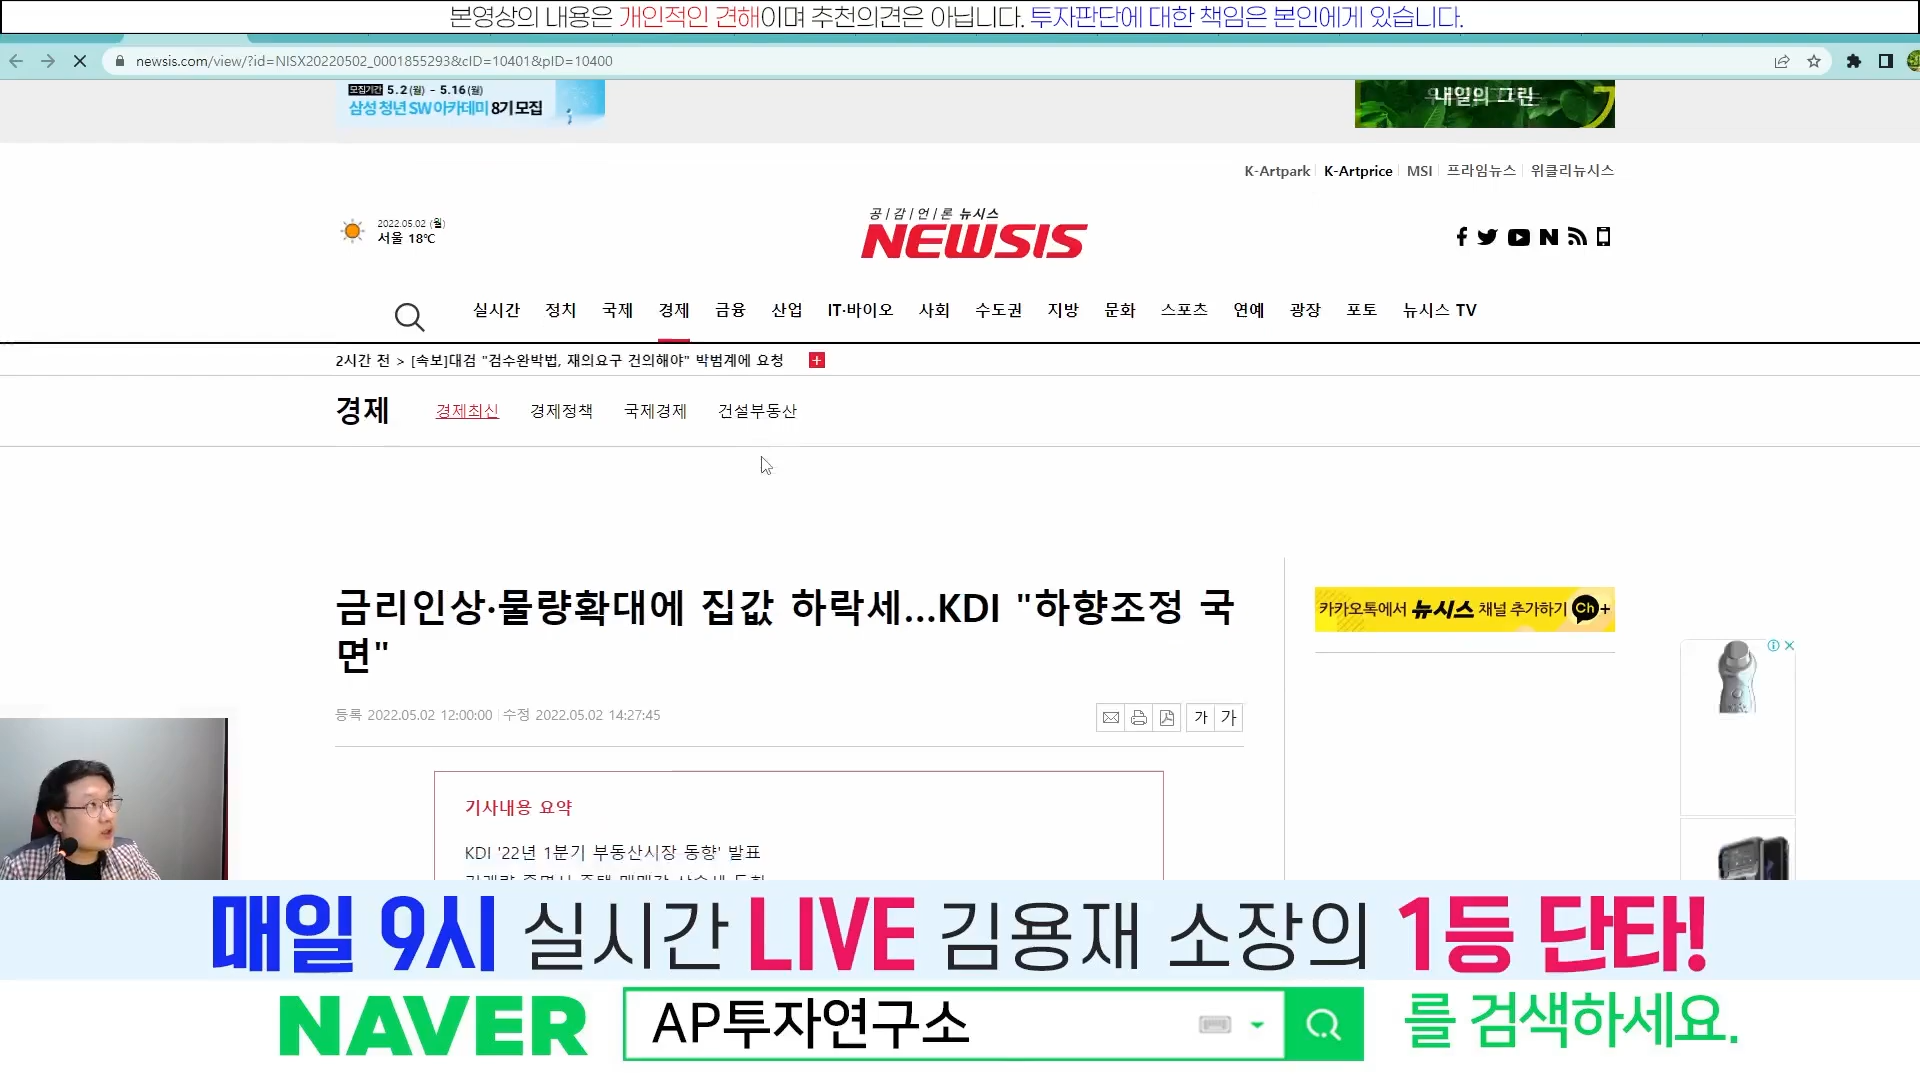 본영상의 내용은 개인적인 견해이며 추천의견은 아닙니다. 투자판단에 대한 책임은 본인에게 있습니다.
newsis.com/view/?id=NISX20220502_0001855293&cID=10401&pID=10400
모집기간 5.2(월) - 5.16(월)
삼성 청년 SW 아카데미 8기 모집
내일의 그린
K-Artpark K-Artprice MSI 프라임뉴스 위클리뉴시스
2022.05.02 (월)
서울 18℃
공|감|언|론 뉴시스
NEWSIS
실시간 정치 국제 경제 금융 산업 IT·바이오 사회 수도권 지방 문화 스포츠 연예 광장 포토 뉴시스 TV
2시간 전 > [속보]대검 "검수완박법, 재의요구 건의해야" 박범계에 요청
경제 경제최신 경제정책 국제경제 건설부동산
금리인상·물량확대에 집값 하락세...KDI "하향조정 국
면"
카카오톡에서 뉴시스 채널 추가하기 Ch+
등록 2022.05.02 12:00:00 수정 2022.05.02 14:27:45
가 가
기사내용 요약
KDI '22년 1분기 부동산시장 동향' 발표
매일 9시 실시간 LIVE 김용재 소장의 1등 단타!
NAVER AP투자연구소 를 검색하세요.